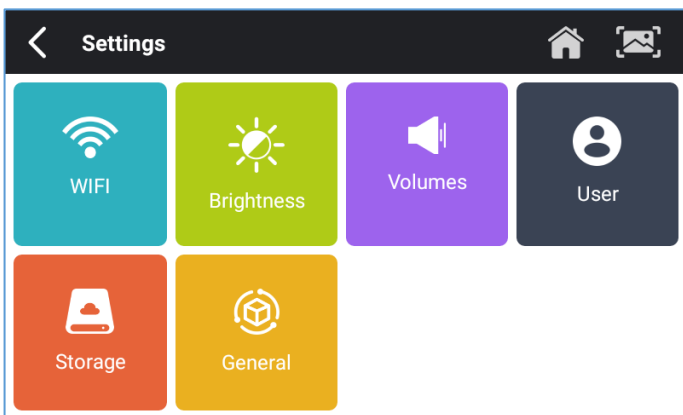 Settings
WIFI
Brightness
Volumes
User
Storage
General